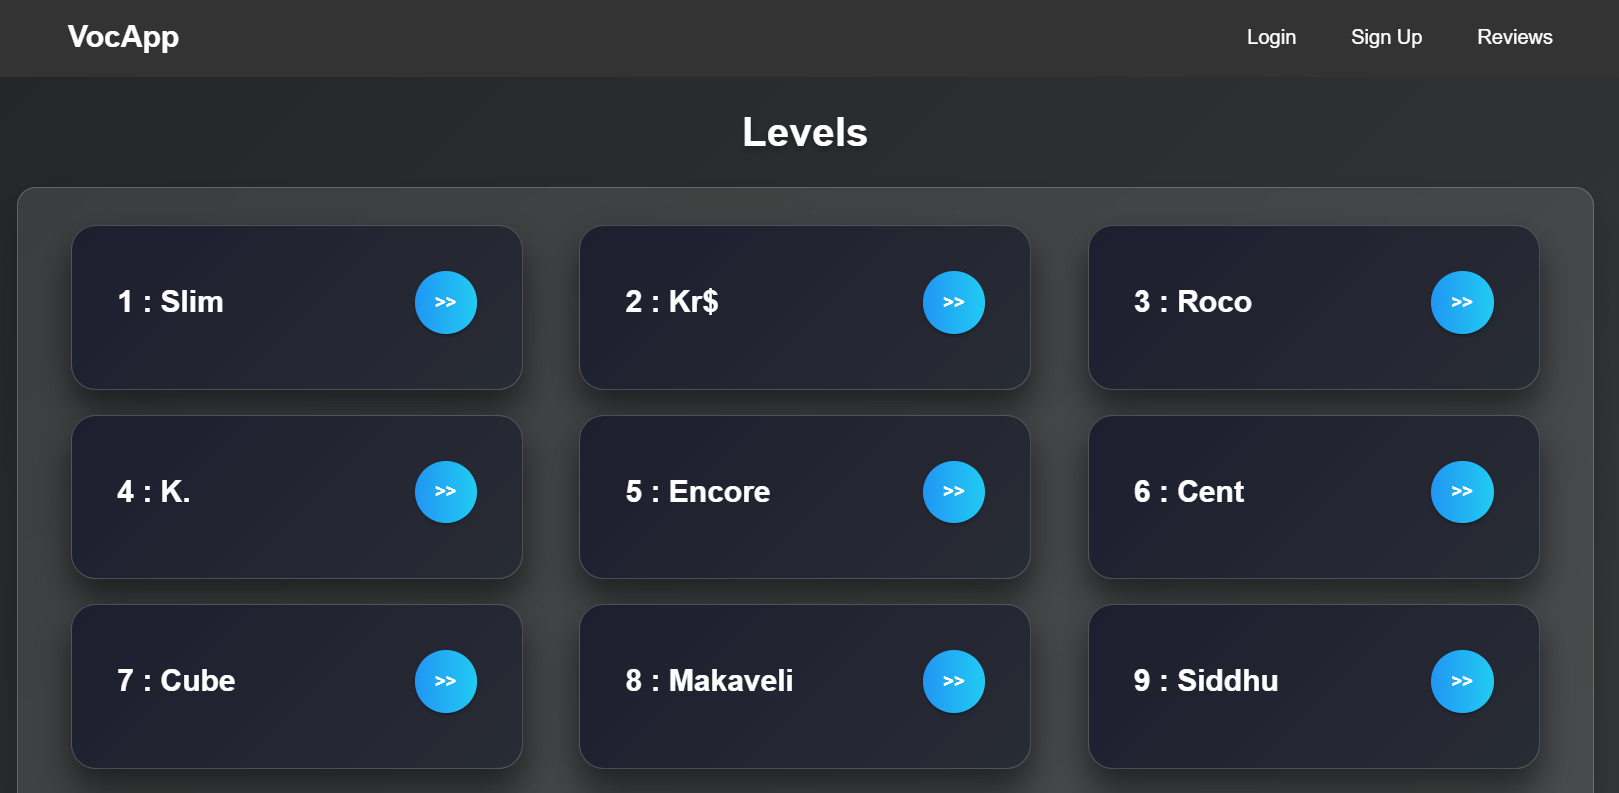 VocApp
Login Sign Up Reviews
Levels
1 : Slim >>
2 : Kr$ >>
3 : Roco >>
4 : K. >>
5 : Encore >>
6 : Cent >>
7 : Cube >>
8 : Makaveli >>
9 : Siddhu >>